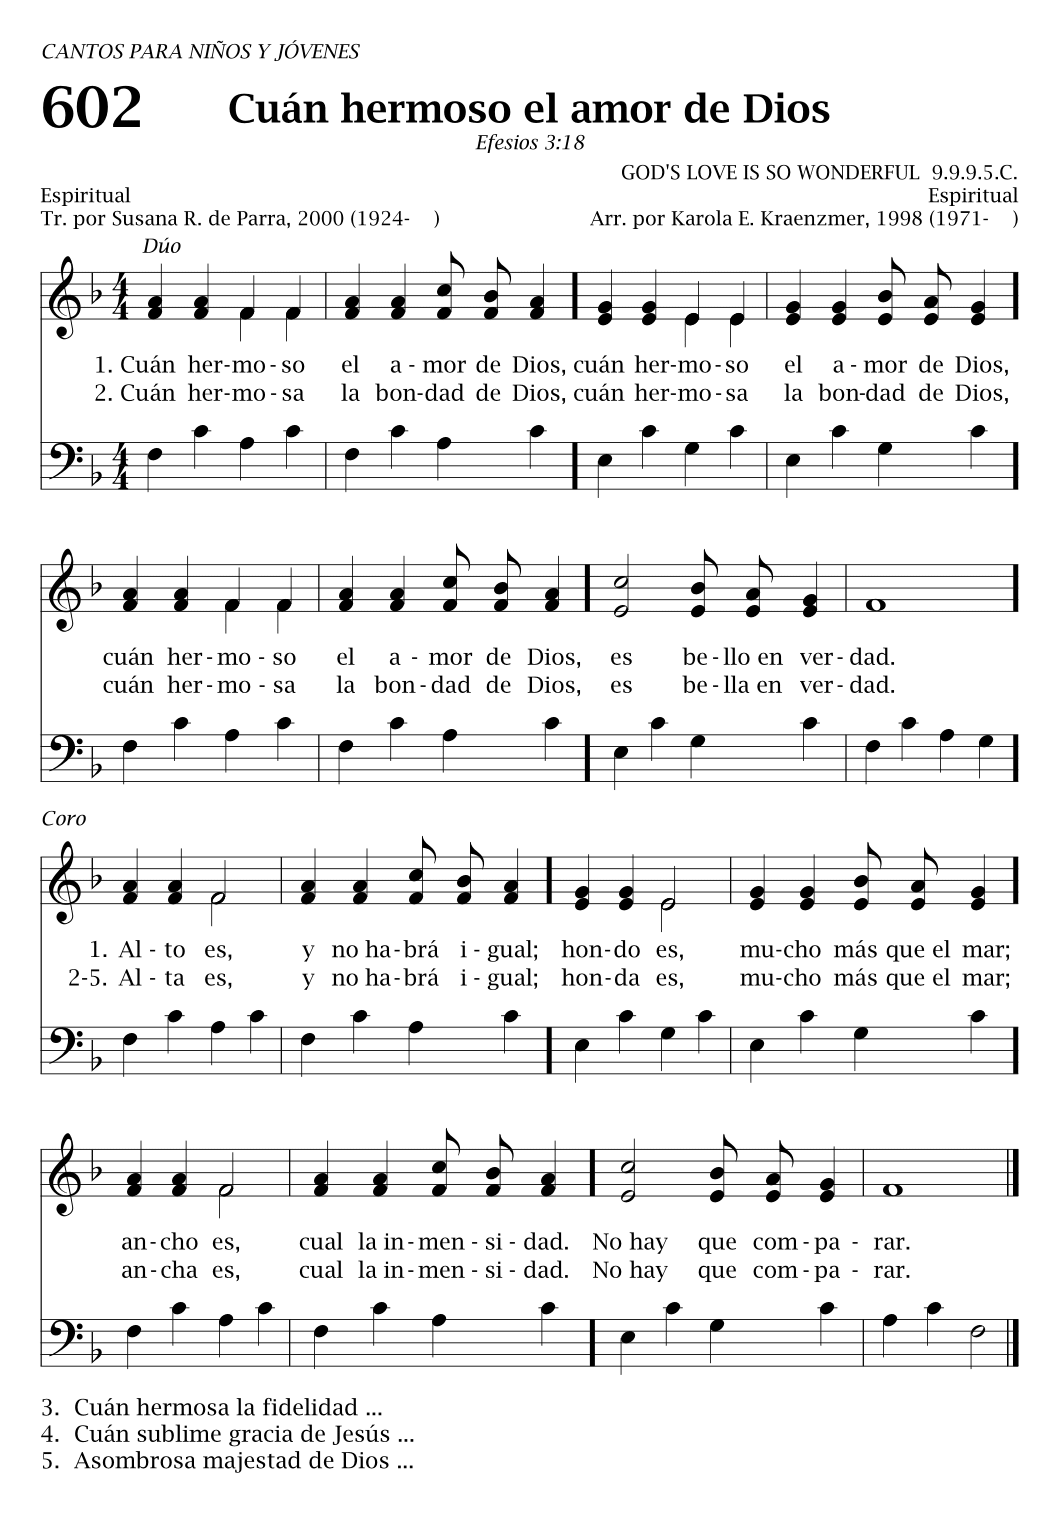 CANTOS PARA NIÑOS Y JÓVENES
602 Cuán hermoso el amor de Dios
Efesios 3:18
GOD'S LOVE IS SO WONDERFUL 9.9.9.5.C.
Espiritual Espiritual
Tr. por Susana R. de Parra, 2000 (1924- ) Arr. por Karola E. Kraenzmer, 1998 (1971- )
Dúo
1. Cuán her-mo-so el a-mor de Dios, cuán her-mo-so el a-mor de Dios,
2. Cuán her-mo-sa la bon-dad de Dios, cuán her-mo-sa la bon-dad de Dios,
cuán her-mo-so el a-mor de Dios, es be-llo en ver-dad.
cuán her-mo-sa la bon-dad de Dios, es be-lla en ver-dad.
Coro
1. Al-to es, y no ha-brá i-gual; hon-do es, mu-cho más que el mar;
2-5. Al-ta es, y no ha-brá i-gual; hon-da es, mu-cho más que el mar;
an-cho es, cual la in-men-si-dad. No hay que com-pa-rar.
an-cha es, cual la in-men-si-dad. No hay que com-pa-rar.
3. Cuán hermosa la fidelidad ...
4. Cuán sublime gracia de Jesús ...
5. Asombrosa majestad de Dios ...